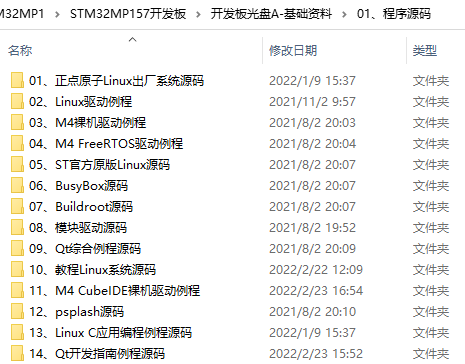 M32MP1 > STM32MP157开发板 > 开发板光盘A-基础资料 > 01、程序源码
名称 修改日期 类型
01、正点原子Linux出厂系统源码 2022/1/9 15:37 文件夹
02、Linux驱动例程 2021/11/2 9:57 文件夹
03、M4裸机驱动例程 2021/8/2 20:03 文件夹
04、M4 FreeRTOS驱动例程 2021/8/2 20:04 文件夹
05、ST官方原版Linux源码 2021/8/2 20:07 文件夹
06、BusyBox源码 2021/8/2 20:07 文件夹
07、Buildroot源码 2021/8/2 20:07 文件夹
08、模块驱动源码 2021/8/2 19:52 文件夹
09、Qt综合例程源码 2021/8/2 20:09 文件夹
10、教程Linux系统源码 2022/2/22 12:09 文件夹
11、M4 CubeIDE裸机驱动例程 2022/2/23 16:54 文件夹
12、psplash源码 2021/8/2 20:10 文件夹
13、Linux C应用编程例程源码 2022/1/9 15:37 文件夹
14、Qt开发指南例程源码 2022/2/23 15:52 文件夹